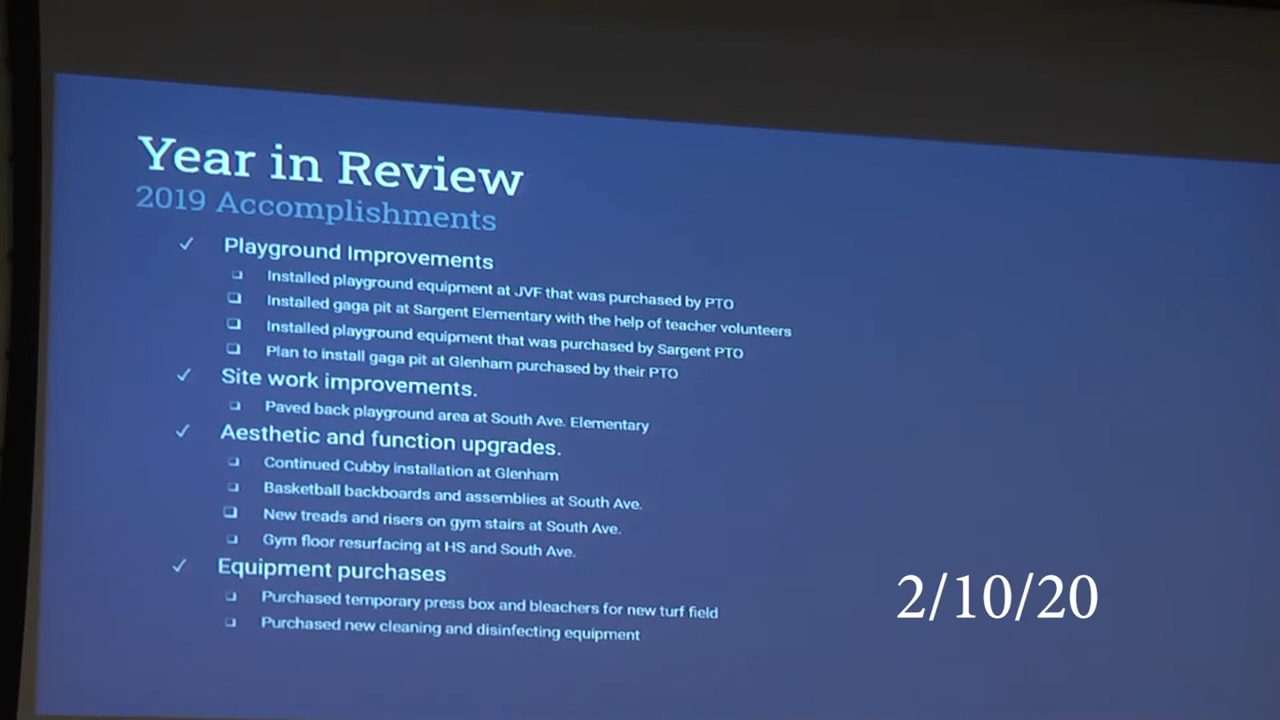 Year in Review
2019 Accomplishments
✓ Playground Improvements
❑ Installed playground equipment at JVF that was purchased by PTO
❑ Installed gaga pit at Sargent Elementary with the help of teacher volunteers
❑ Installed playground equipment that was purchased by Sargent PTO
❑ Plan to install gaga pit at Glenham purchased by their PTO
✓ Site work improvements.
❑ Paved back playground area at South Ave. Elementary
✓ Aesthetic and function upgrades.
❑ Continued Cubby installation at Glenham
❑ Basketball backboards and assemblies at South Ave.
❑ New treads and risers on gym stairs at South Ave.
❑ Gym floor resurfacing at HS and South Ave.
✓ Equipment purchases
❑ Purchased temporary press box and bleachers for new turf field
❑ Purchased new cleaning and disinfecting equipment
2/10/20